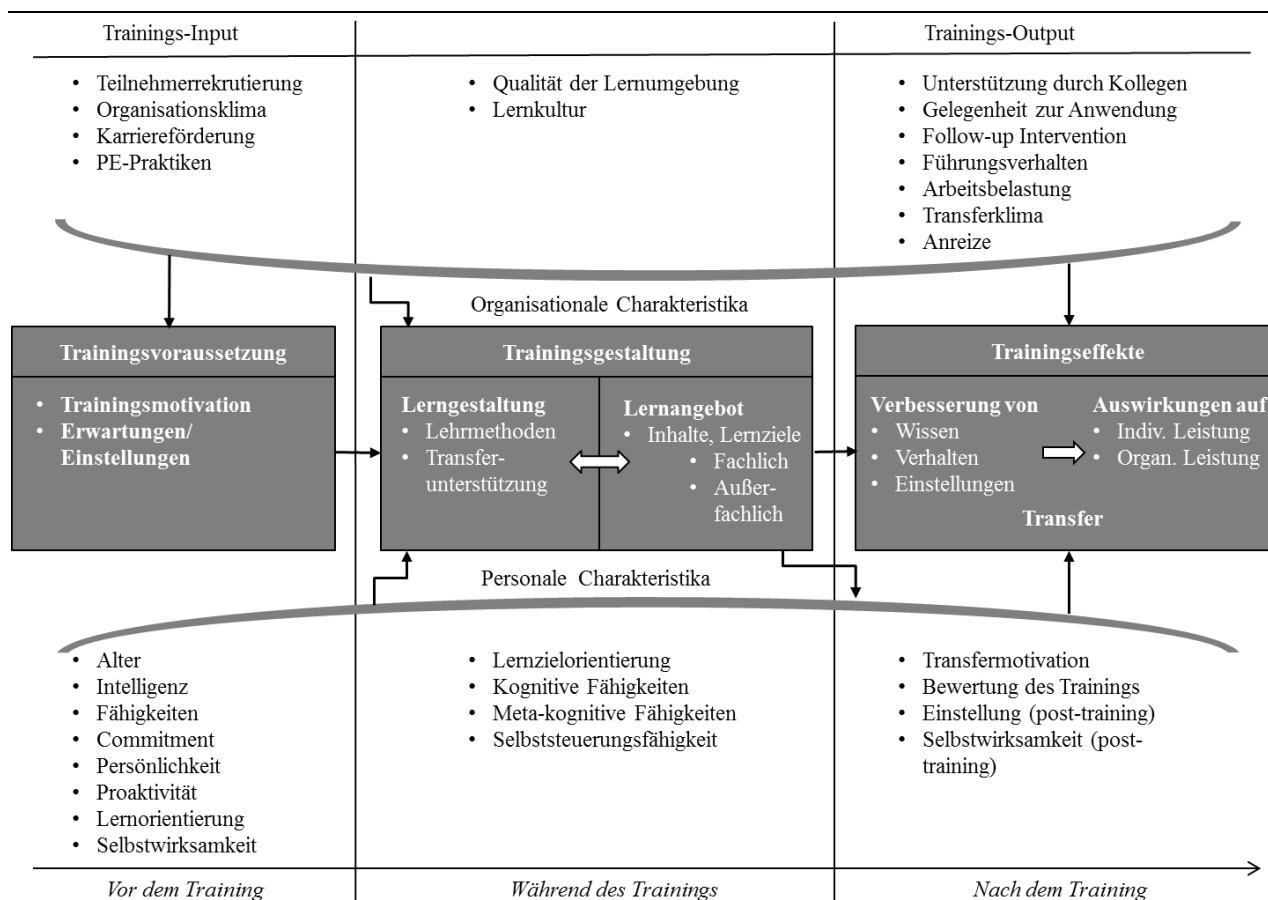 Trainings-Input
Trainings-Output
• Teilnehmerrekrutierung
• Organisationsklima
• Karriereförderung
• PE-Praktiken
• Qualität der Lernumgebung
• Lernkultur
• Unterstützung durch Kollegen
• Gelegenheit zur Anwendung
• Follow-up Intervention
• Führungsverhalten
• Arbeitsbelastung
• Transferklima
• Anreize
Organisationale Charakteristika
Trainingsvoraussetzung
• Trainingsmotivation
• Erwartungen/
Einstellungen
Trainingsgestaltung
Lerngestaltung
• Lehrmethoden
• Transfer-
unterstützung
Lernangebot
• Inhalte, Lernziele
• Fachlich
• Außer-
fachlich
Trainingseffekte
Verbesserung von
• Wissen
• Verhalten
• Einstellungen
Auswirkungen auf
• Indiv. Leistung
• Organ. Leistung
Transfer
Personale Charakteristika
• Alter
• Intelligenz
• Fähigkeiten
• Commitment
• Persönlichkeit
• Proaktivität
• Lernorientierung
• Selbstwirksamkeit
• Lernzielorientierung
• Kognitive Fähigkeiten
• Meta-kognitive Fähigkeiten
• Selbststeuerungsfähigkeit
• Transfermotivation
• Bewertung des Trainings
• Einstellung (post-training)
• Selbstwirksamkeit (post-
training)
Vor dem Training
Während des Trainings
Nach dem Training